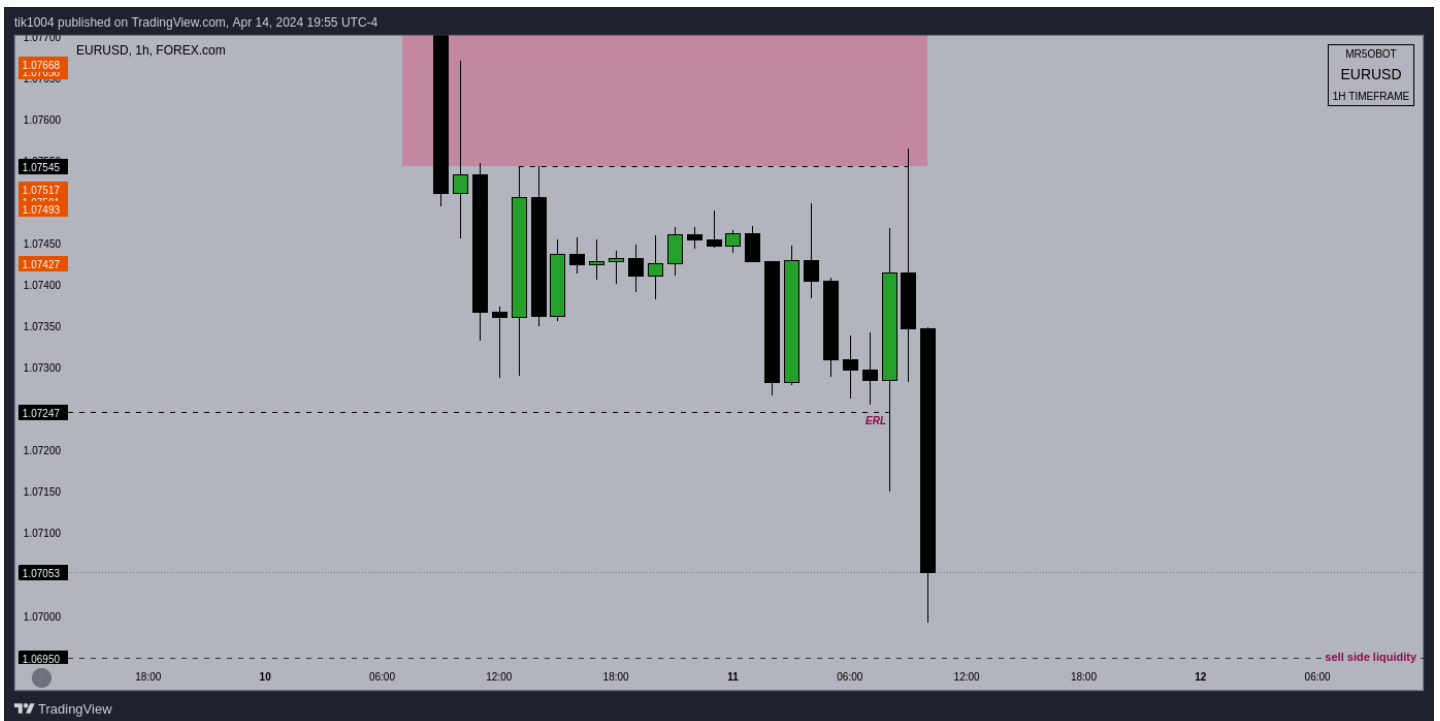 tik1004 published on TradingView.com, Apr 14, 2024 19:55 UTC-4
EURUSD, 1h, FOREX.com
MR5OBOT
EURUSD
1H TIMEFRAME
1.07700
1.07668
1.07650
1.07600
1.07545
1.07517
1.07493
1.07450
1.07427
1.07400
1.07350
1.07300
1.07247
ERL
1.07200
1.07150
1.07100
1.07053
1.07000
1.06950
sell side liquidity
18:00 10 06:00 12:00 18:00 11 06:00 12:00 18:00 12 06:00
TradingView